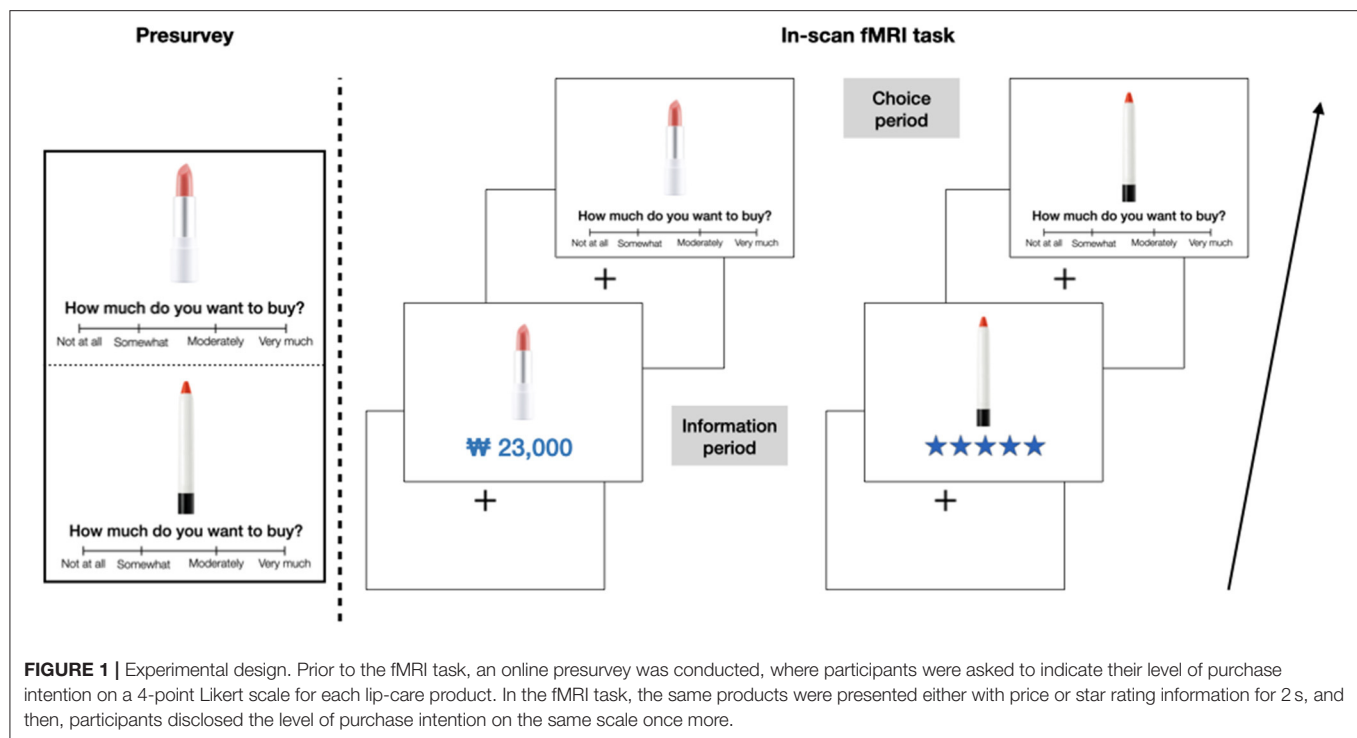 Presurvey
How much do you want to buy?
Not at all Somewhat Moderately Very much
How much do you want to buy?
Not at all Somewhat Moderately Very much
In-scan fMRI task
Choice
period
How much do you want to buy?
Not at all Somewhat Moderately Very much
+
₩ 23,000
+
Information
period
How much do you want to buy?
Not at all Somewhat Moderately Very much
+
★★★★★
+
FIGURE 1 | Experimental design. Prior to the fMRI task, an online presurvey was conducted, where participants were asked to indicate their level of purchase
intention on a 4-point Likert scale for each lip-care product. In the fMRI task, the same products were presented either with price or star rating information for 2 s, and
then, participants disclosed the level of purchase intention on the same scale once more.